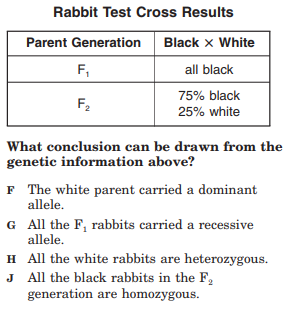 Rabbit Test Cross Results
Parent Generation Black × White
F₁ all black
F₂ 75% black
25% white
What conclusion can be drawn from the
genetic information above?
F The white parent carried a dominant
allele.
G All the F₁ rabbits carried a recessive
allele.
H All the white rabbits are heterozygous.
J All the black rabbits in the F₂
generation are homozygous.